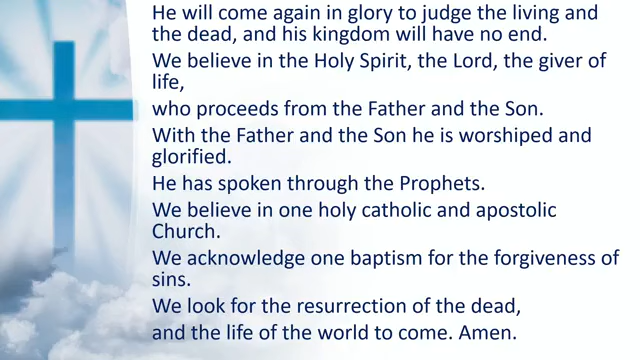 He will come again in glory to judge the living and
the dead, and his kingdom will have no end.
We believe in the Holy Spirit, the Lord, the giver of
life,
who proceeds from the Father and the Son.
With the Father and the Son he is worshiped and
glorified.
He has spoken through the Prophets.
We believe in one holy catholic and apostolic
Church.
We acknowledge one baptism for the forgiveness of
sins.
We look for the resurrection of the dead,
and the life of the world to come. Amen.